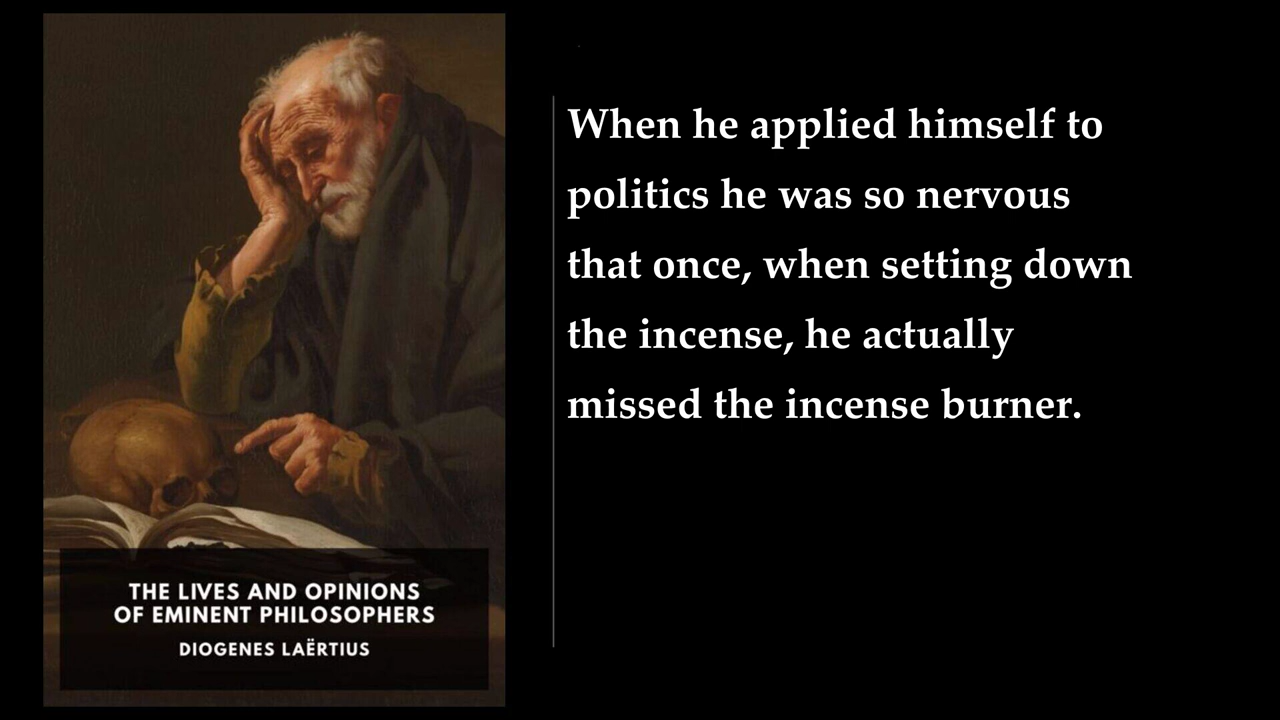 When he applied himself to
politics he was so nervous
that once, when setting down
the incense, he actually
missed the incense burner.
THE LIVES AND OPINIONS
OF EMINENT PHILOSOPHERS
DIOGENES LAËRTIUS